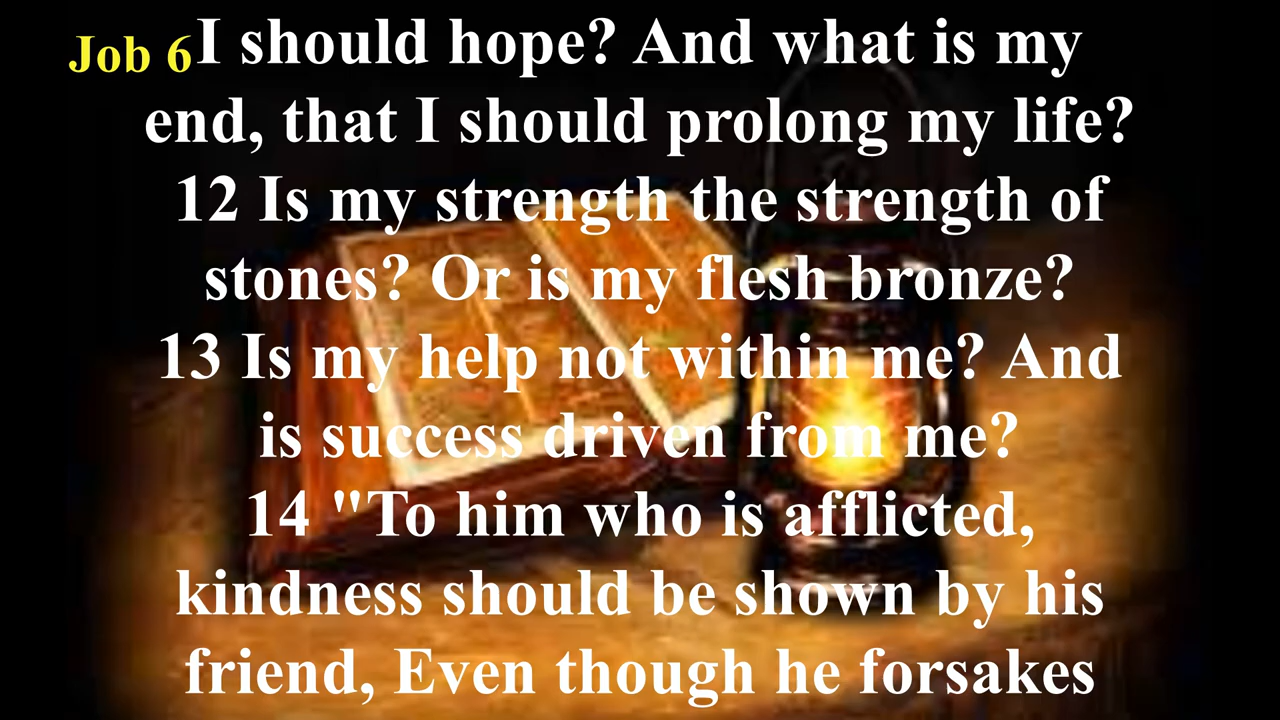 Job 6
I should hope? And what is my
end, that I should prolong my life?
12 Is my strength the strength of
stones? Or is my flesh bronze?
13 Is my help not within me? And
is success driven from me?
14 "To him who is afflicted,
kindness should be shown by his
friend, Even though he forsakes